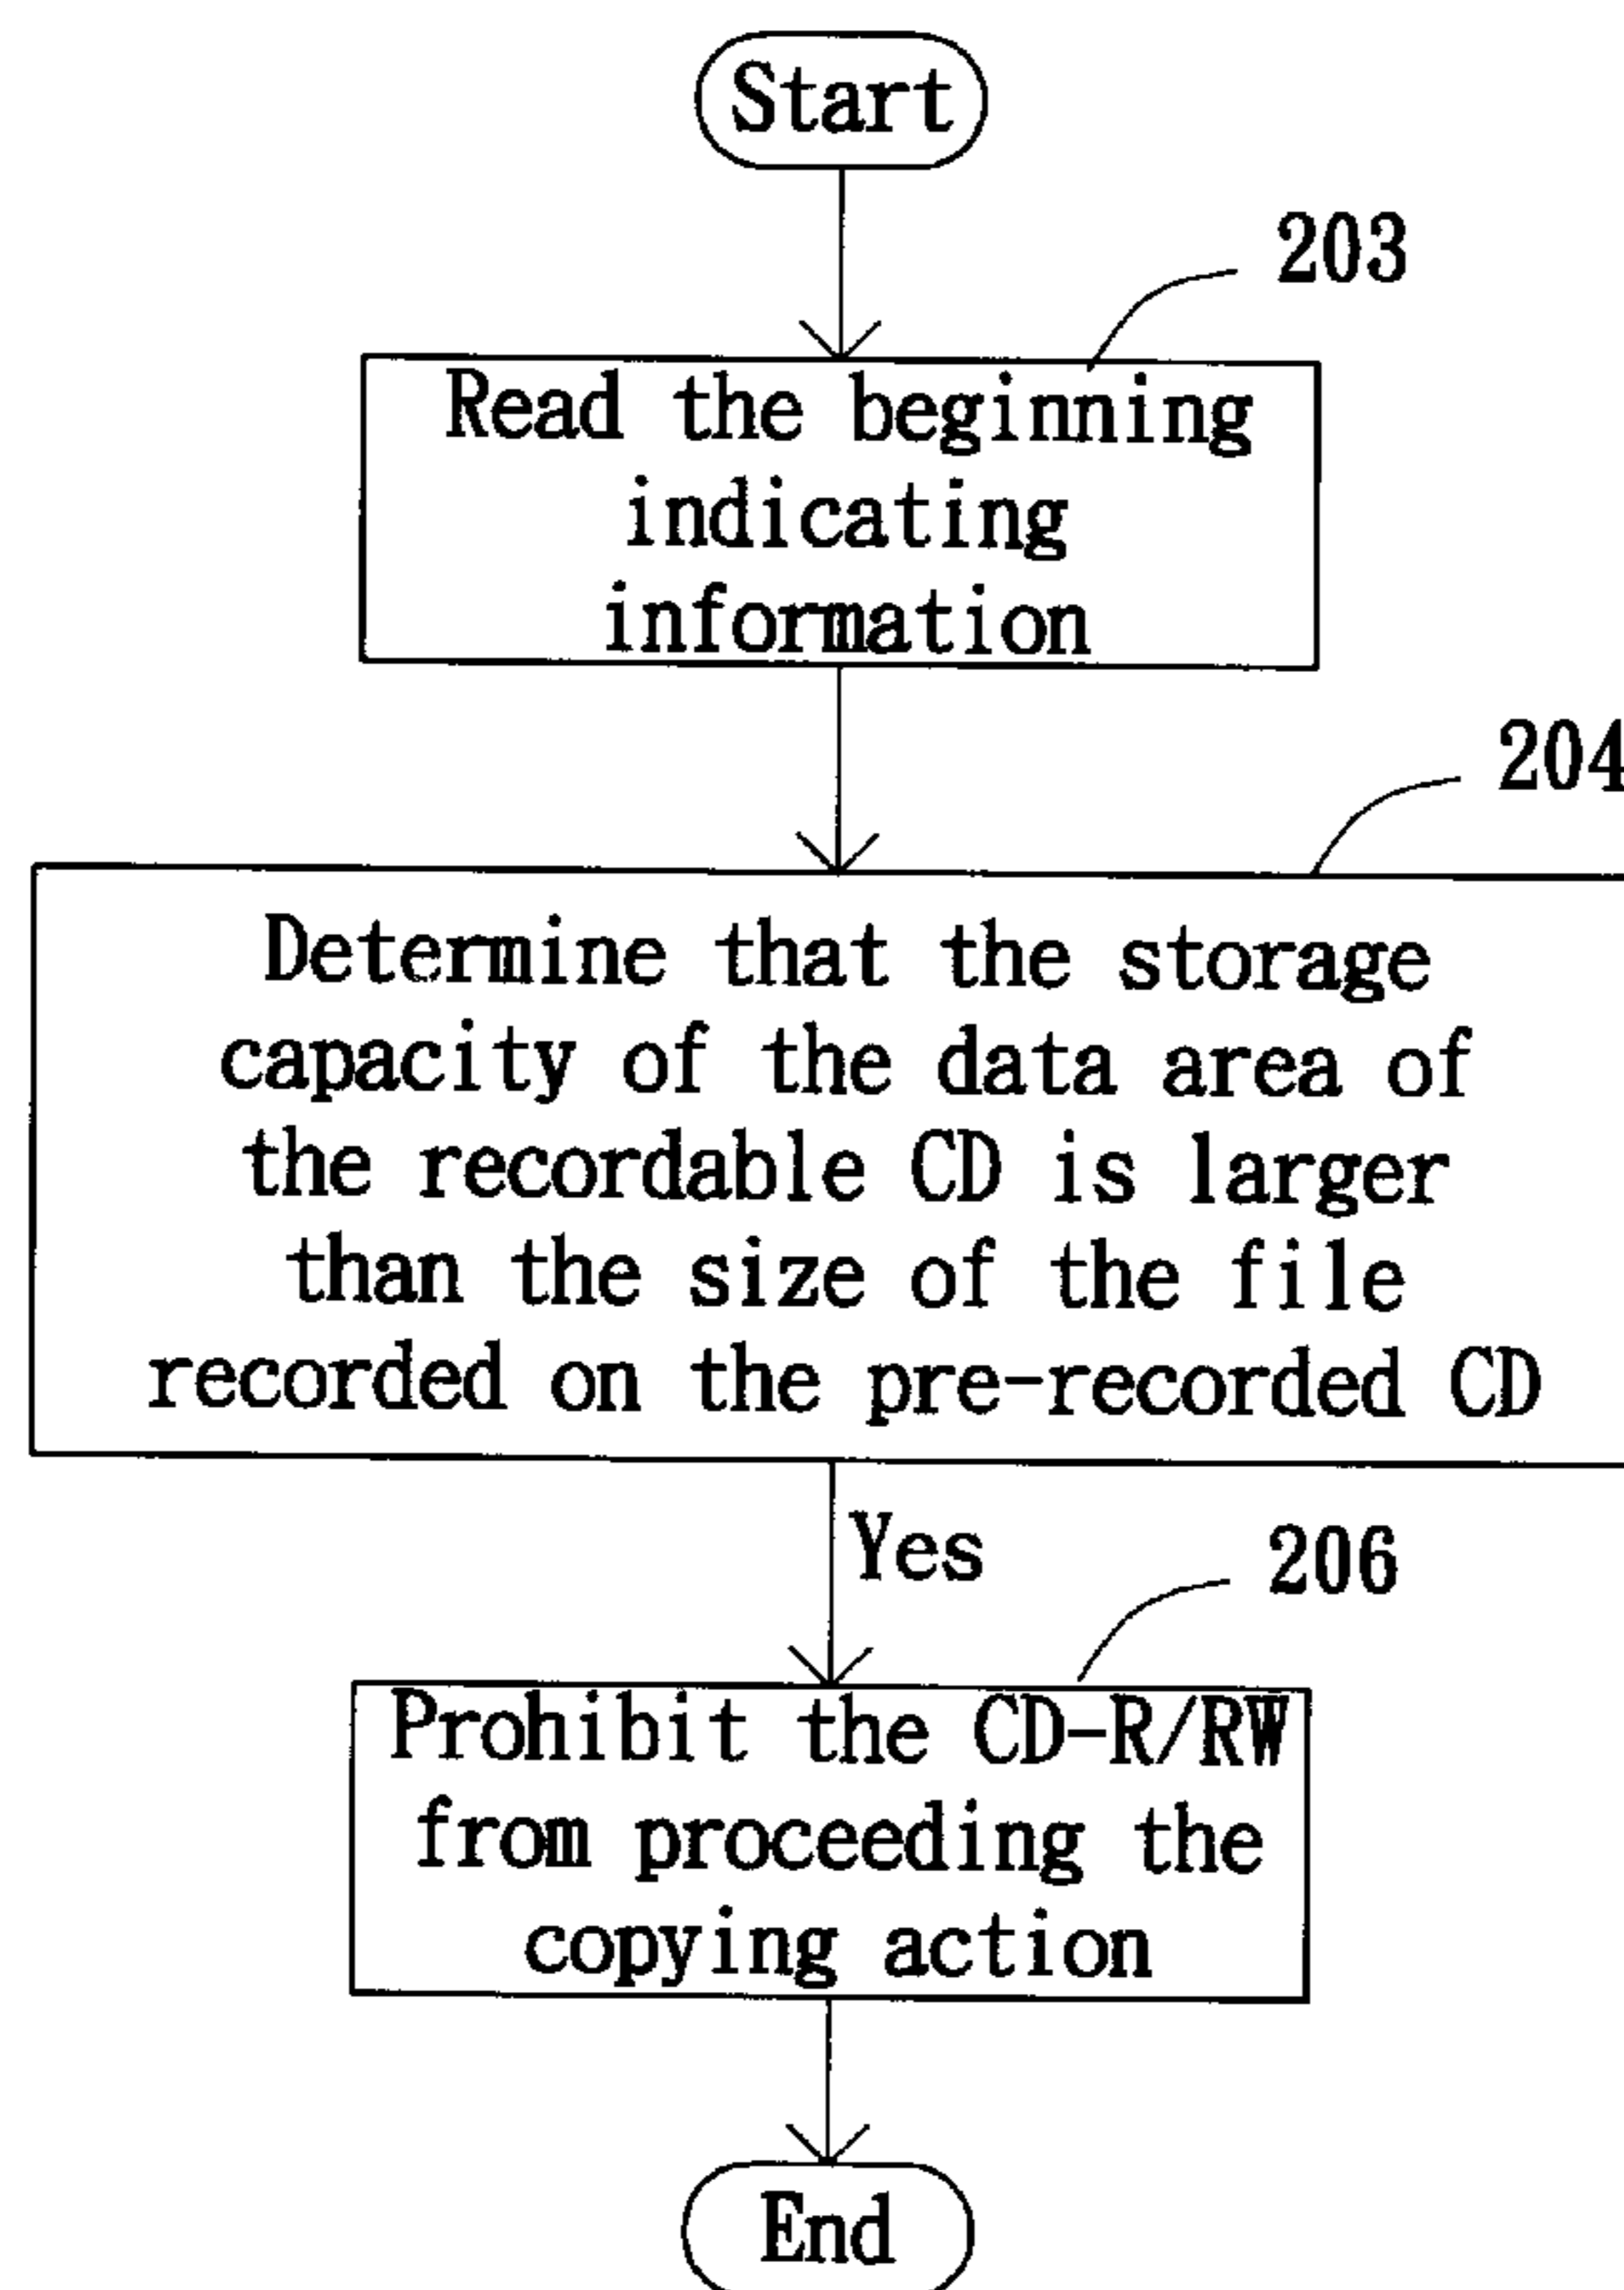 Start
203
Read the beginning
indicating
information
204
Determine that the storage
capacity of the data area of
the recordable CD is larger
than the size of the file
recorded on the pre-recorded CD
Yes
206
Prohibit the CD-R/RW
from proceeding the
copying action
End